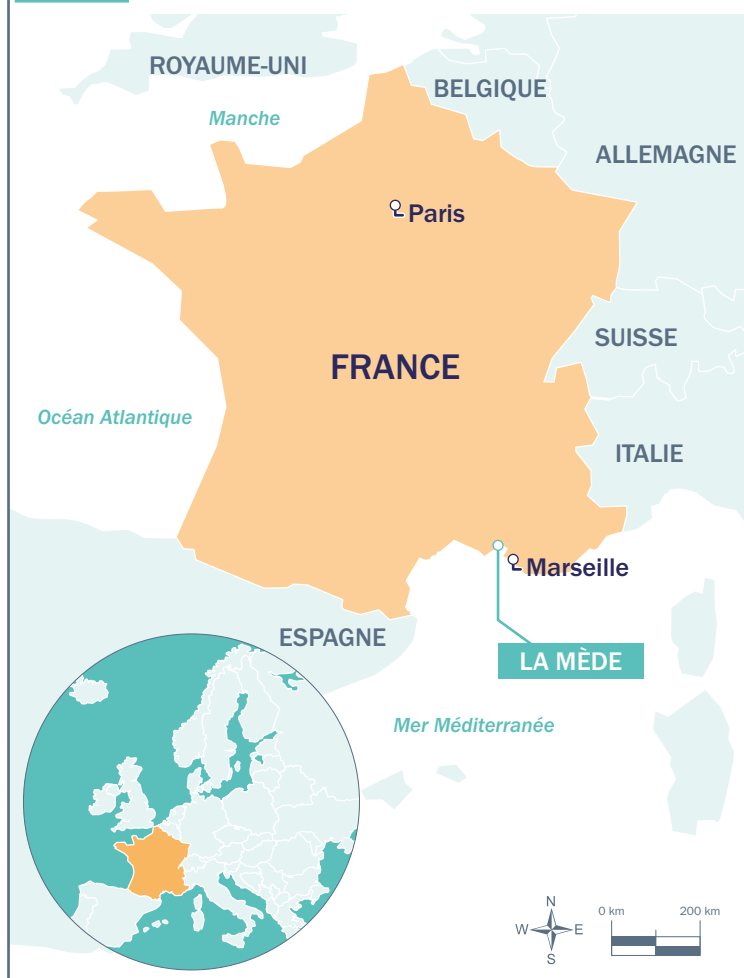 ROYAUME-UNI
BELGIQUE
Manche
ALLEMAGNE
Paris
SUISSE
FRANCE
Océan Atlantique
ITALIE
Marseille
ESPAGNE
LA MÈDE
Mer Méditerranée
N
W E
S
0 km 200 km